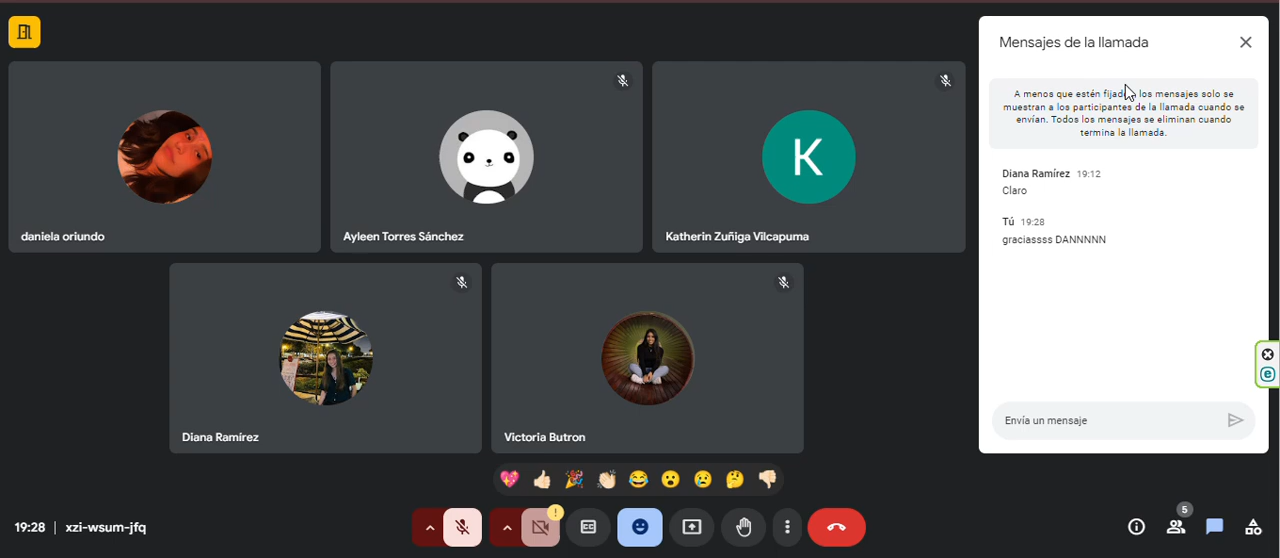 Mensajes de la llamada
A menos que estén fijados, los mensajes solo se
muestran a los participantes de la llamada cuando se
envían. Todos los mensajes se eliminan cuando
termina la llamada.
Diana Ramírez 19:12
Claro
Tú 19:28
graciassss DANNNNN
Envía un mensaje
daniela oriundo
Ayleen Torres Sánchez
K
Katherin Zuñiga Vilcapuma
Diana Ramírez
Victoria Butron
19:28 | xzi-wsum-jfq
5